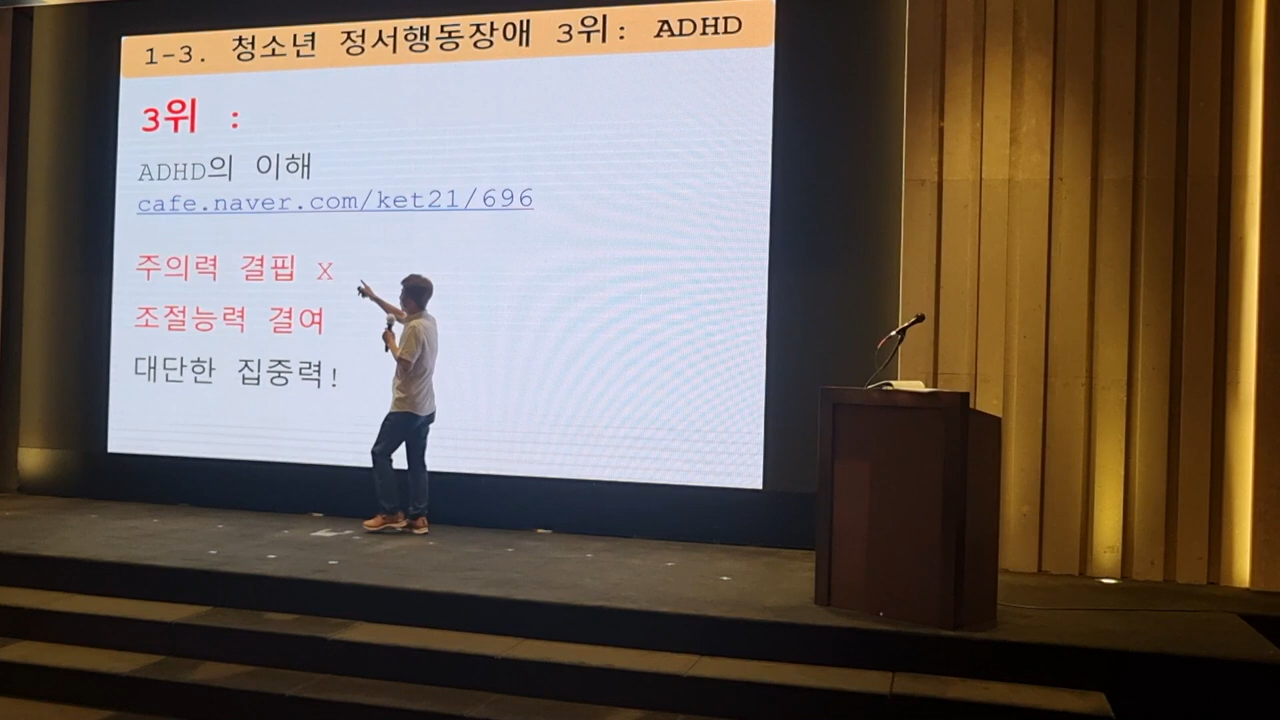 1-3. 청소년 정서행동장애 3위: ADHD
3위 :
ADHD의 이해
cafe.naver.com/ket21/696
주의력 결핍 X
조절능력 결여
대단한 집중력!